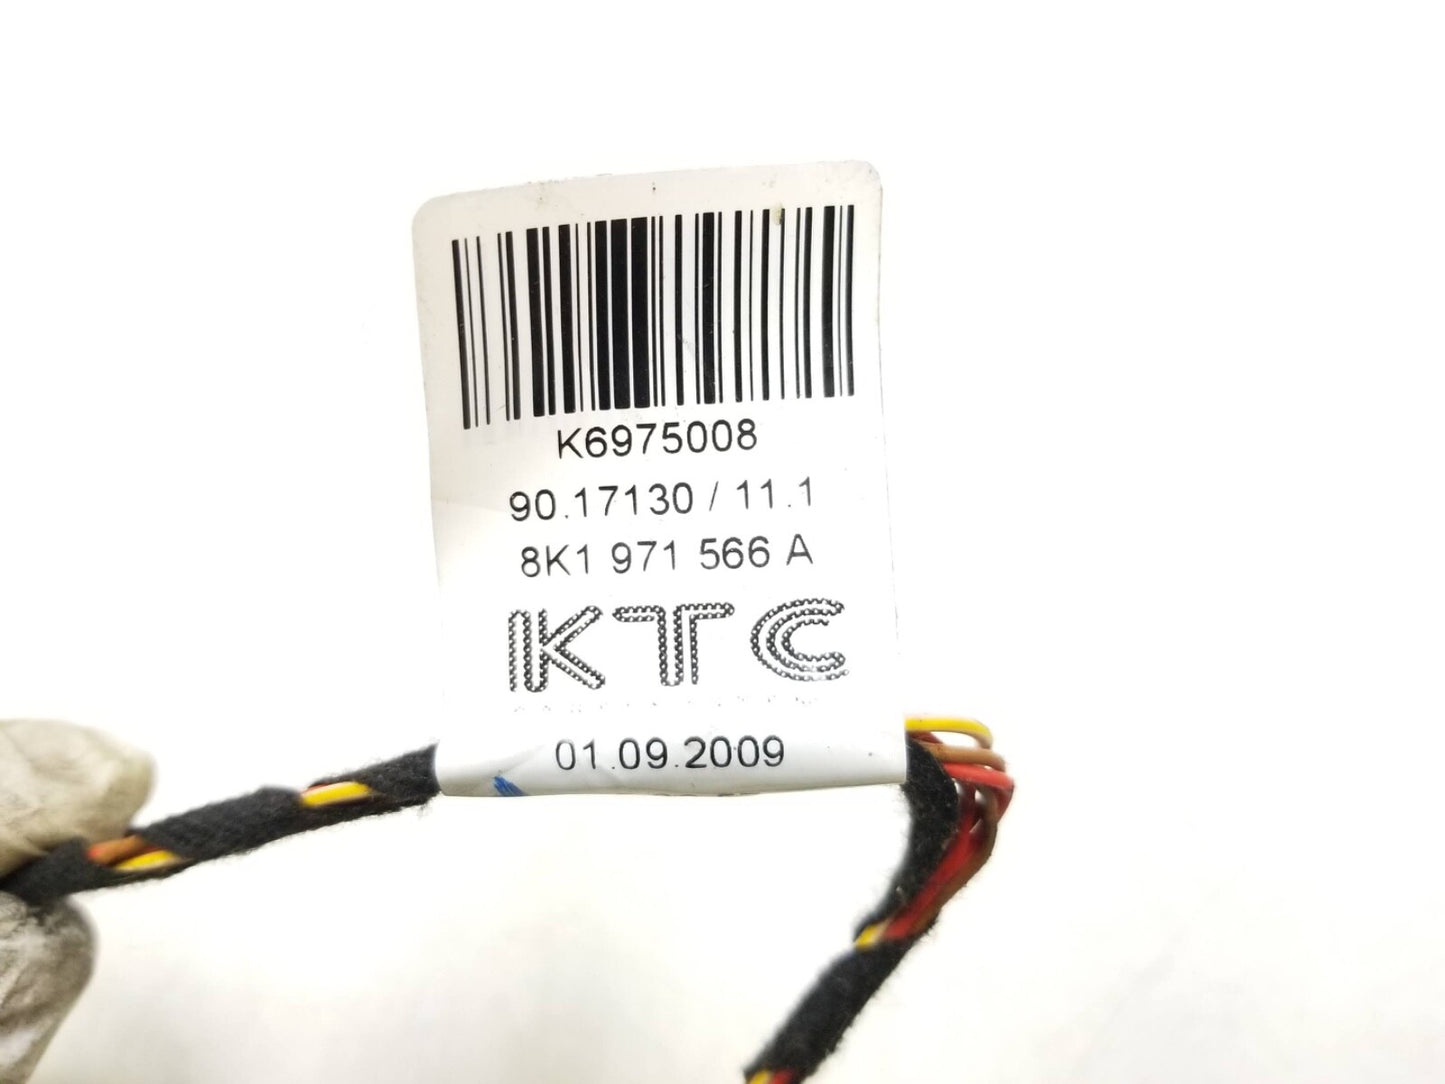 K6975008
90.17130 / 11.1
8K1 971 566 A
KTC
01.09.2009